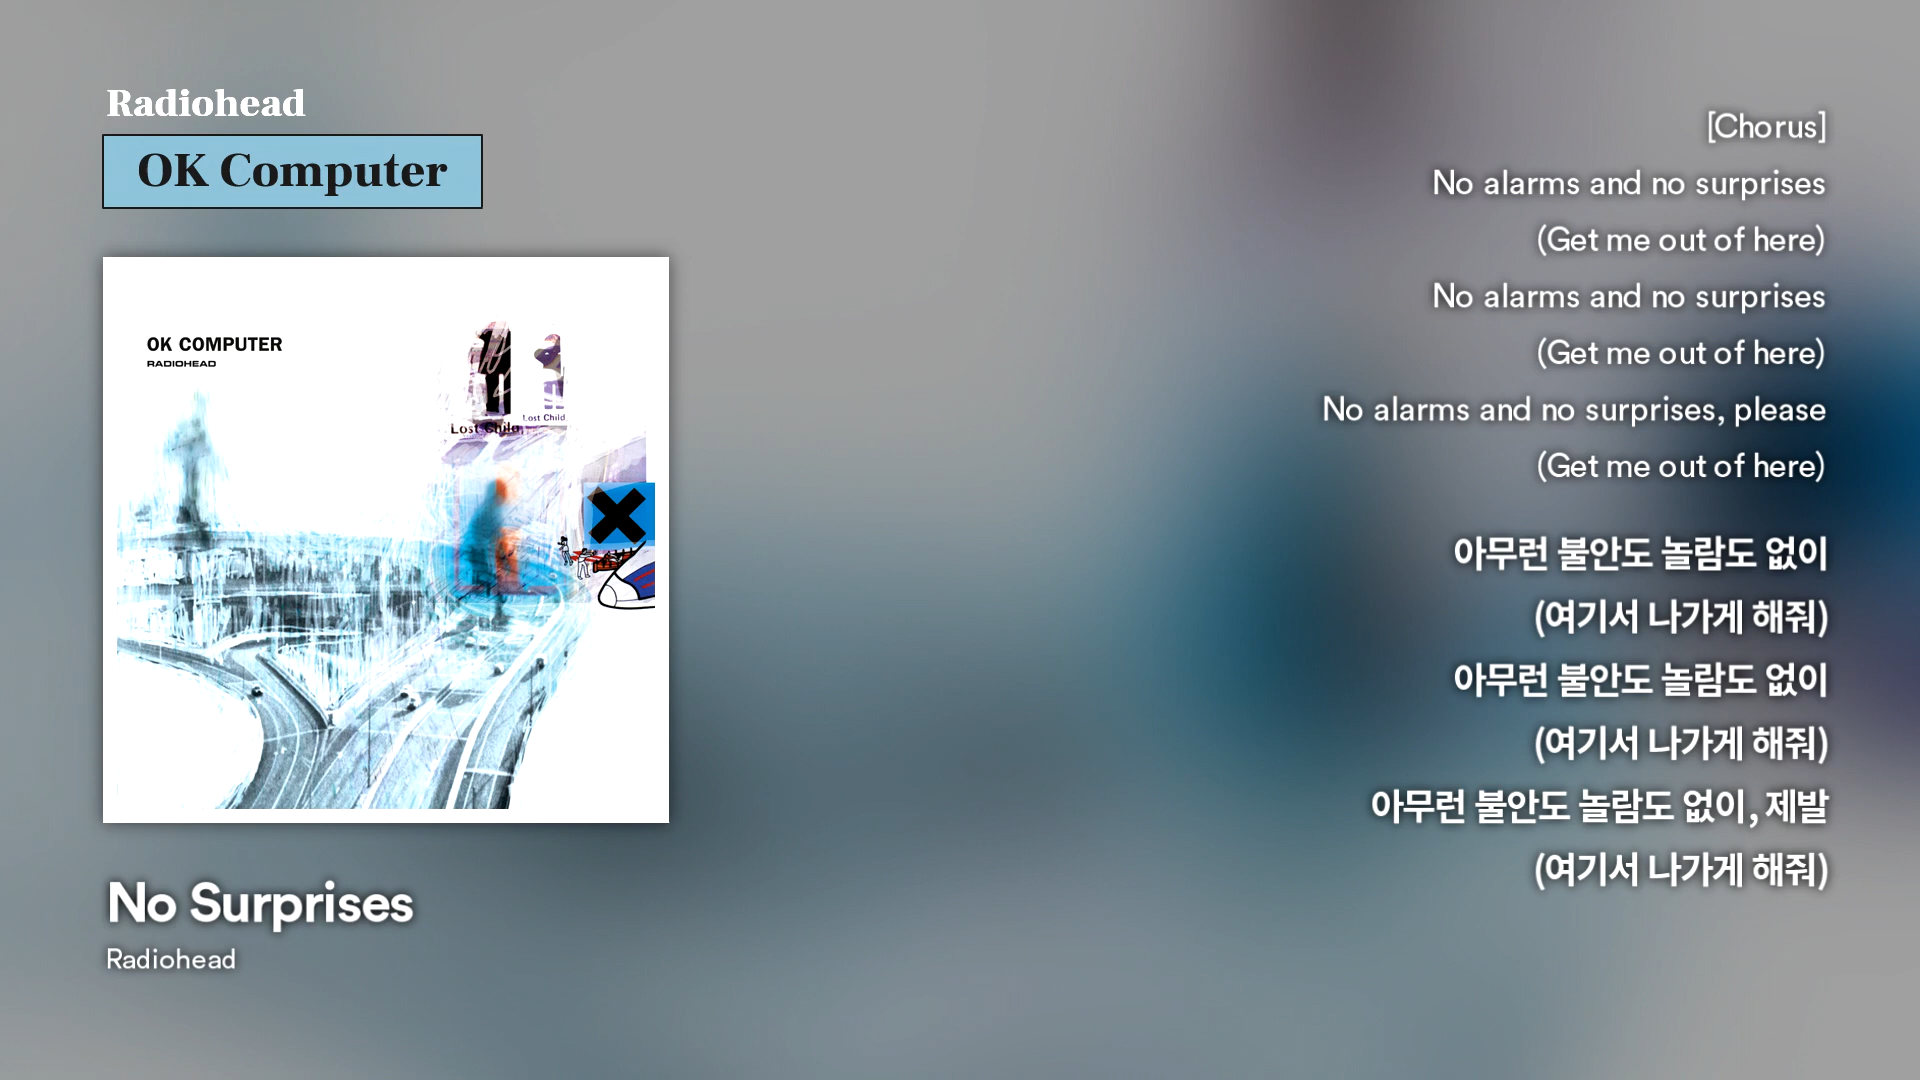 Radiohead
OK Computer
OK COMPUTER
RADIOHEAD
1 1
Lost Child
Lost Child
No Surprises
Radiohead
[Chorus]
No alarms and no surprises
(Get me out of here)
No alarms and no surprises
(Get me out of here)
No alarms and no surprises, please
(Get me out of here)
아무런 불안도 놀람도 없이
(여기서 나가게 해줘)
아무런 불안도 놀람도 없이
(여기서 나가게 해줘)
아무런 불안도 놀람도 없이, 제발
(여기서 나가게 해줘)